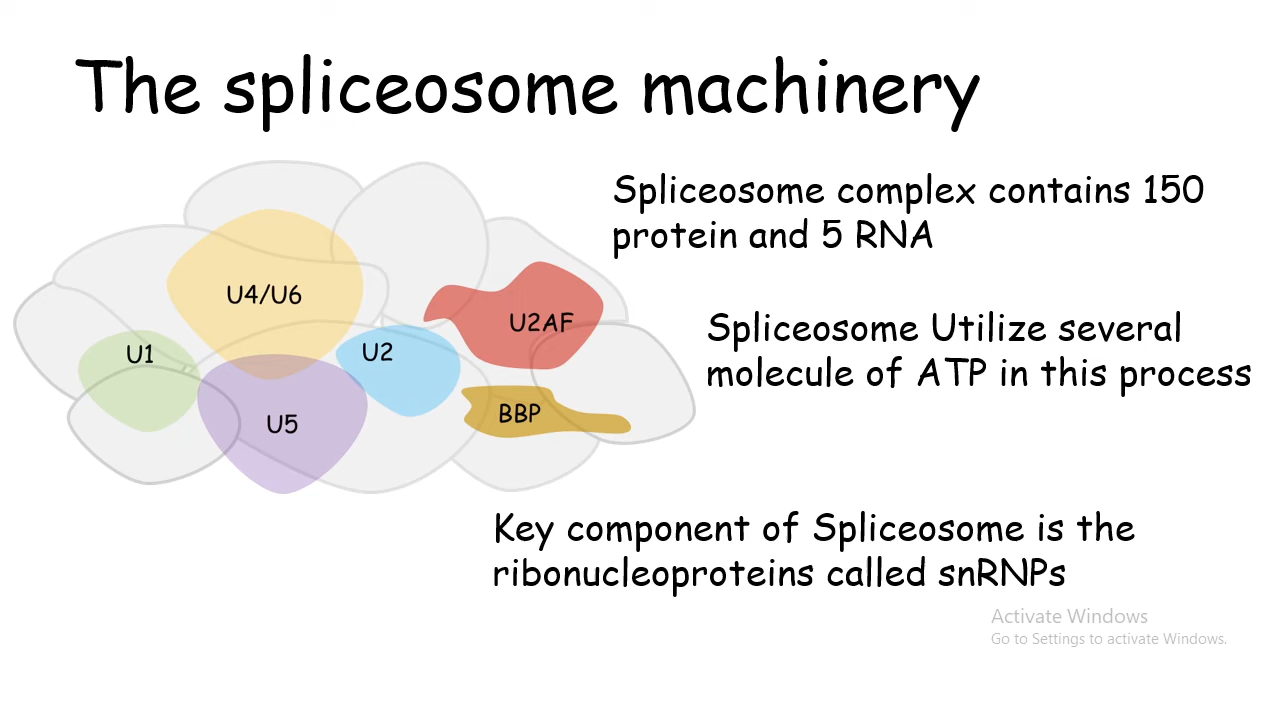 The spliceosome machinery
Spliceosome complex contains 150
protein and 5 RNA
U4/U6
U2AF
U1
U2
Spliceosome Utilize several
molecule of ATP in this process
BBP
U5
Key component of Spliceosome is the
ribonucleoproteins called snRNPs
Activate Windows
Go to Settings to activate Windows.